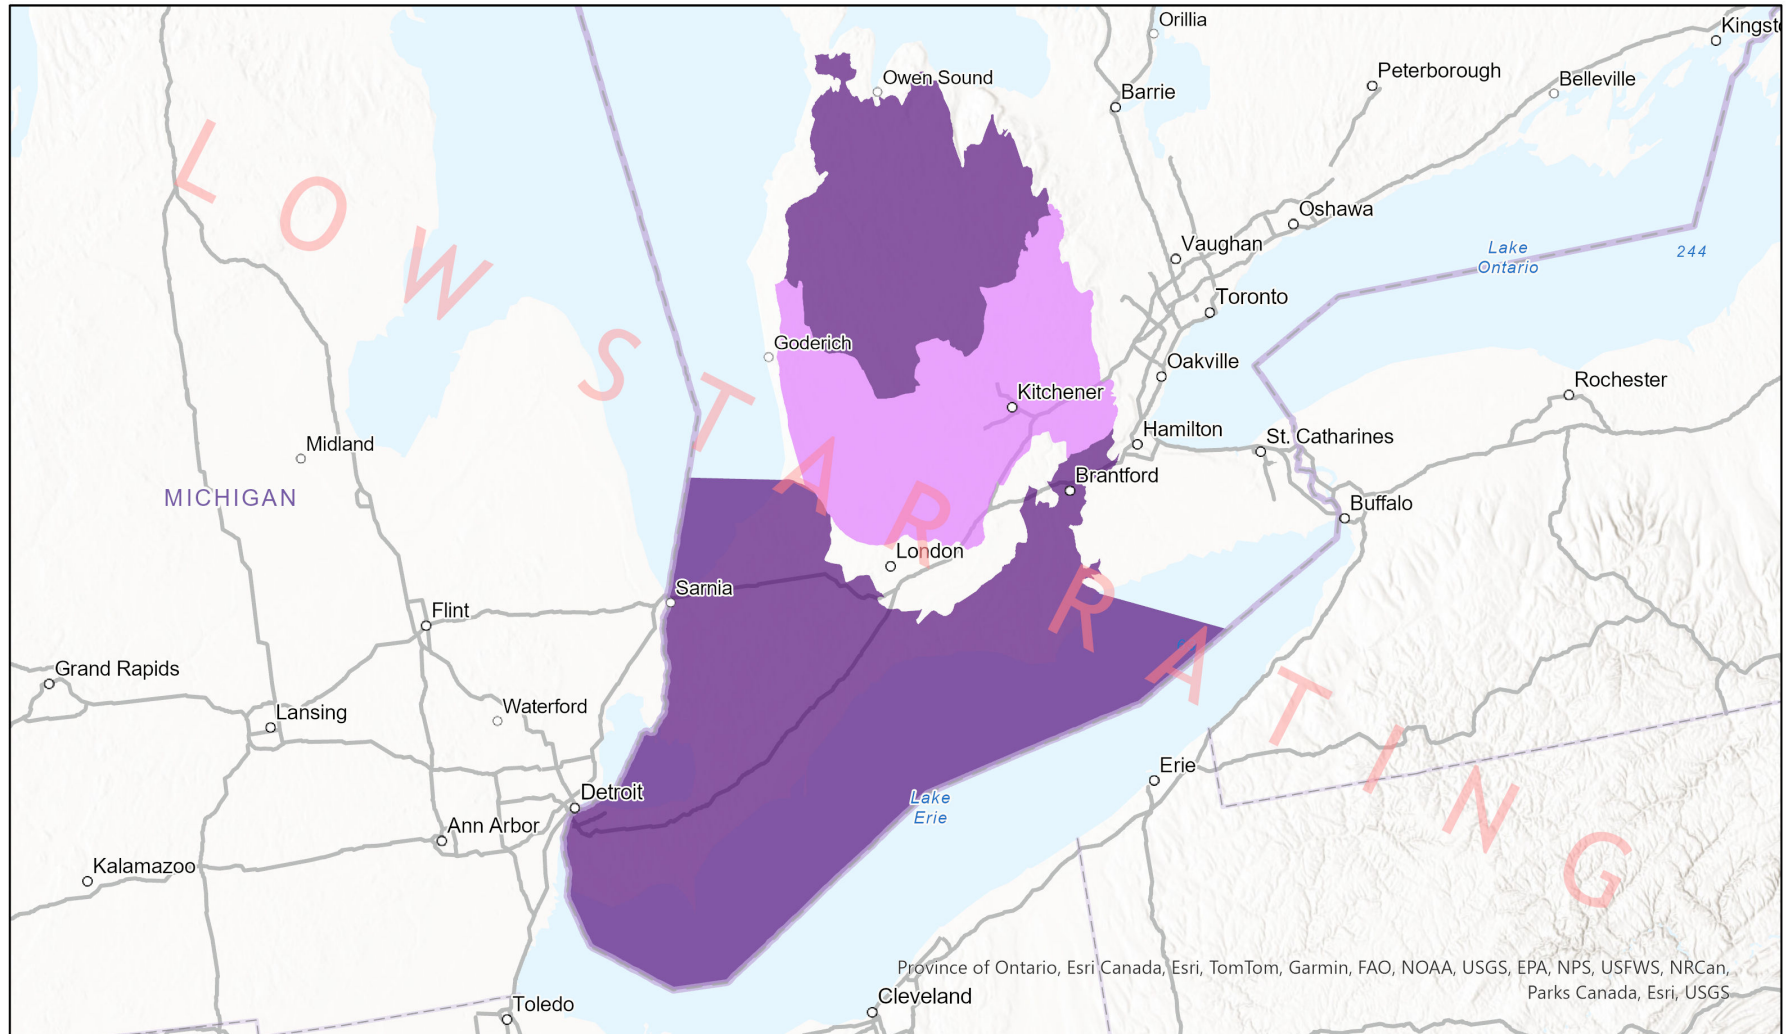 Orillia
Kingst
Peterborough
Belleville
Owen Sound
Barrie
Oshawa
Vaughan
Lake
Ontario
244
Toronto
Goderich
Oakville
Rochester
Kitchener
Hamilton
St. Catharines
Midland
Brantford
MICHIGAN
Buffalo
London
Sarnia
Flint
Grand Rapids
Lansing
Waterford
Erie
Detroit
Lake
Erie
Ann Arbor
Kalamazoo
Toledo
Cleveland
LOW STAR RATING
Province of Ontario, Esri Canada, Esri, TomTom, Garmin, FAO, NOAA, USGS, EPA, NPS, USFWS, NRCan,
Parks Canada, Esri, USGS